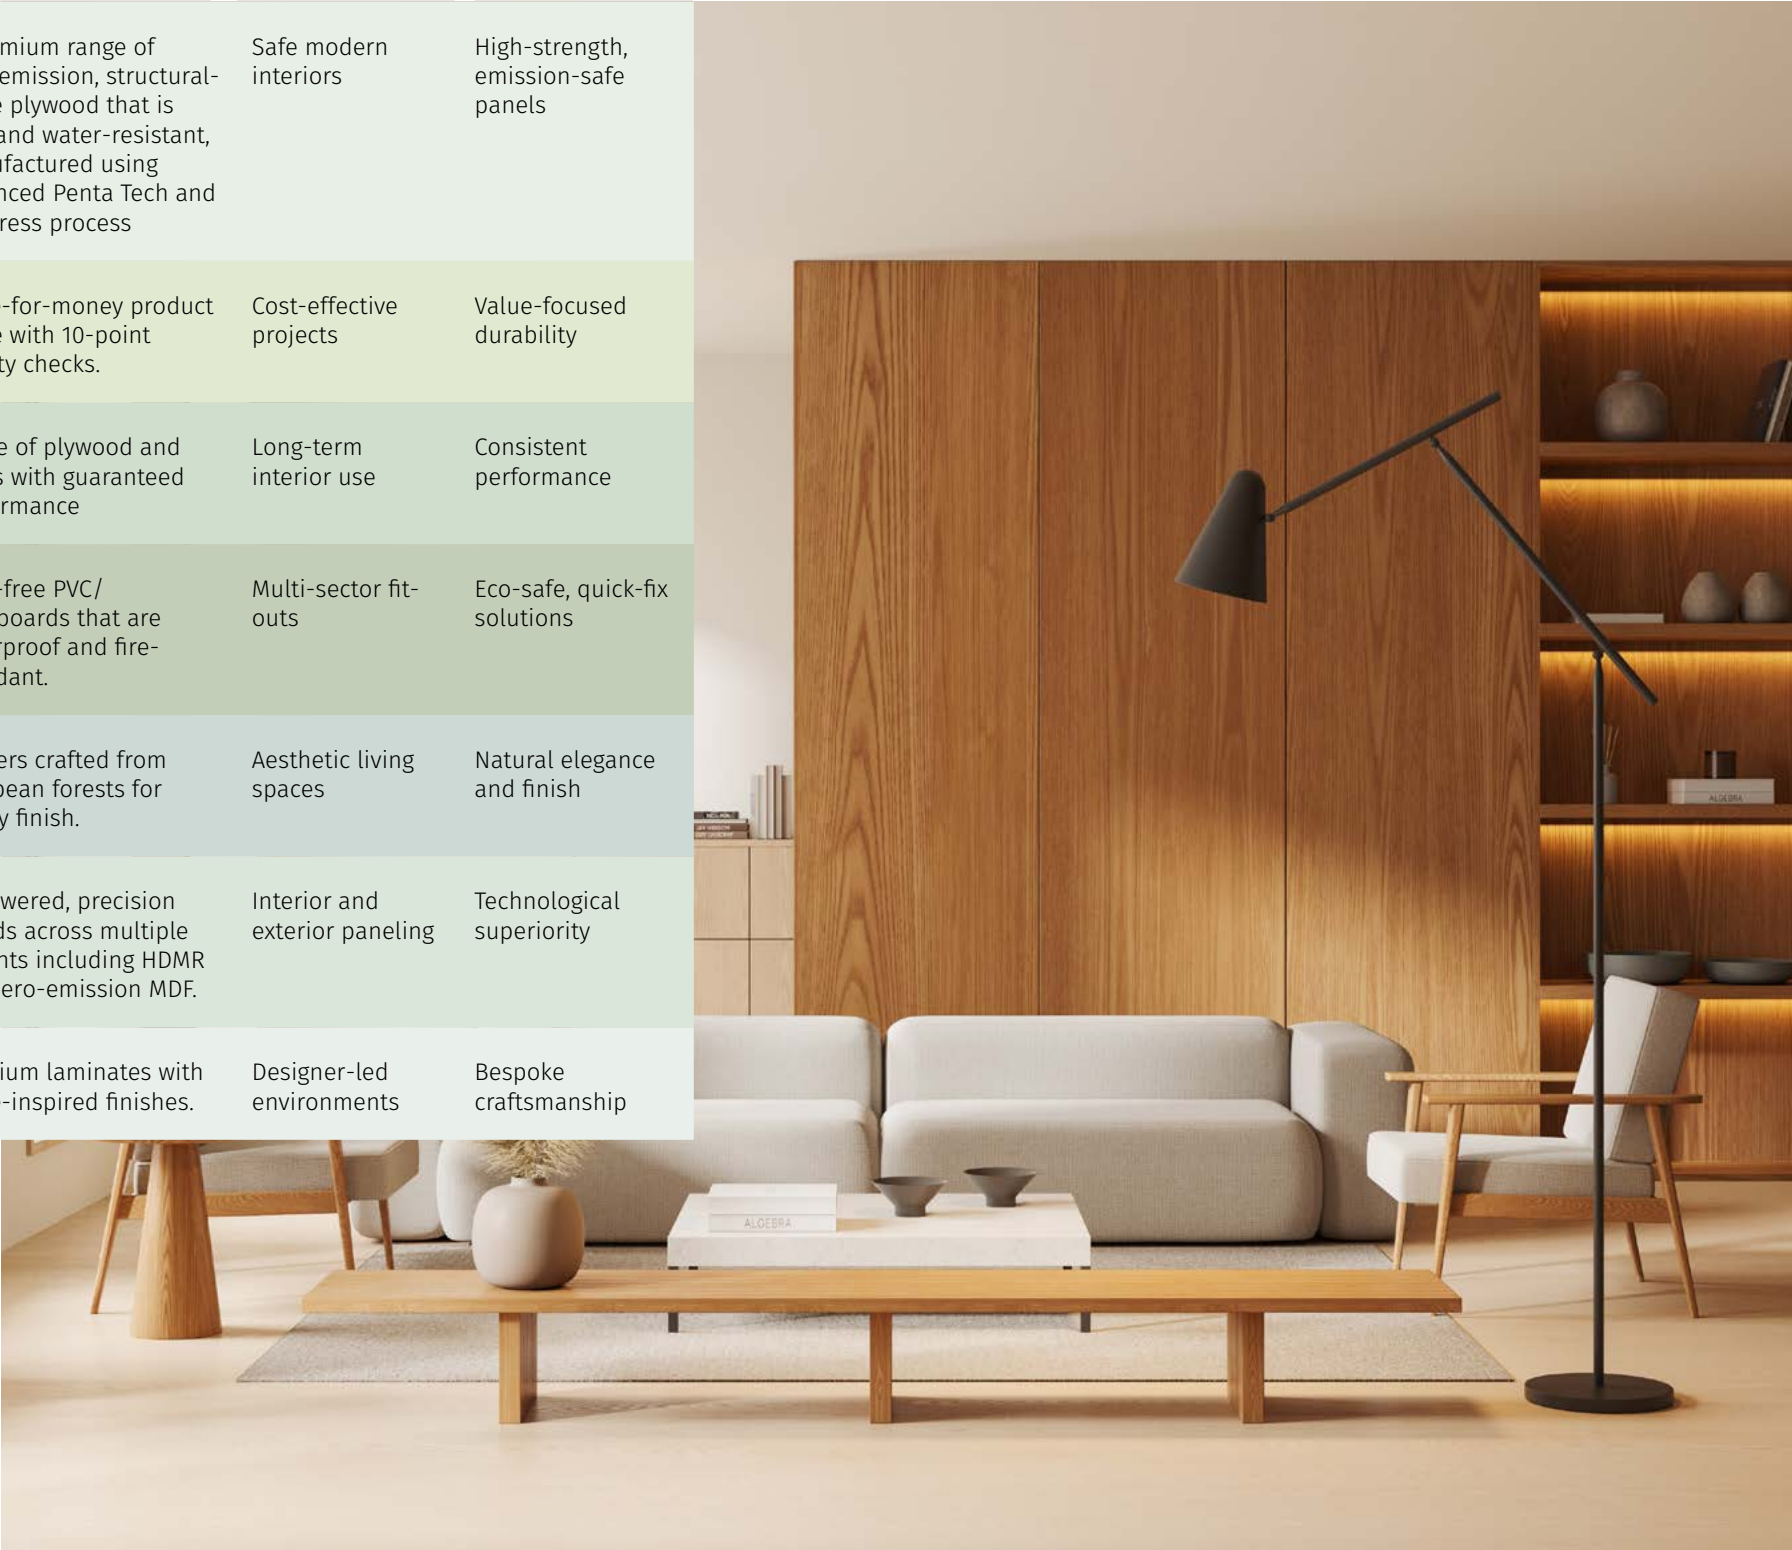 mium range of
emission, structural-
e plywood that is
and water-resistant,
ufactured using
nced Penta Tech and
ress process
Safe modern
interiors
High-strength,
emission-safe
panels
-for-money product
e with 10-point
ty checks.
Cost-effective
projects
Value-focused
durability
e of plywood and
s with guaranteed
rmance
Long-term
interior use
Consistent
performance
-free PVC/
boards that are
rproof and fire-
dant.
Multi-sector fit-
outs
Eco-safe, quick-fix
solutions
ers crafted from
pean forests for
y finish.
Aesthetic living
spaces
Natural elegance
and finish
wered, precision
ds across multiple
nts including HDMR
ero-emission MDF.
Interior and
exterior paneling
Technological
superiority
ium laminates with
-inspired finishes.
Designer-led
environments
Bespoke
craftsmanship
ALGEBRA
ALGEBRA